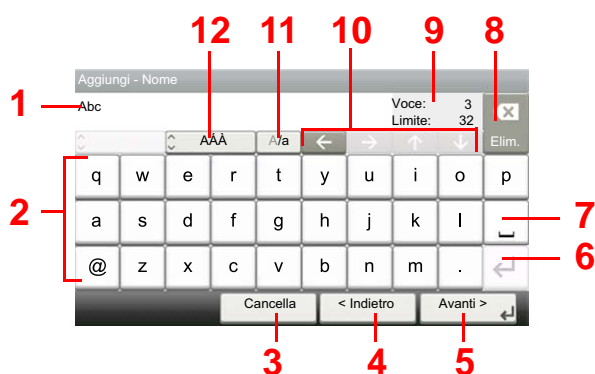 12 11 10 9 8
Aggiungi - Nome
1 Abc Voce: 3
Limite: 32
AÁÀ A/a ← → ↑ ↓ Elim.
q w e r t y u i o p
2 a s d f g h j k l 7
@ z x c v b n m . 6
Cancella < Indietro Avanti >
3 4 5